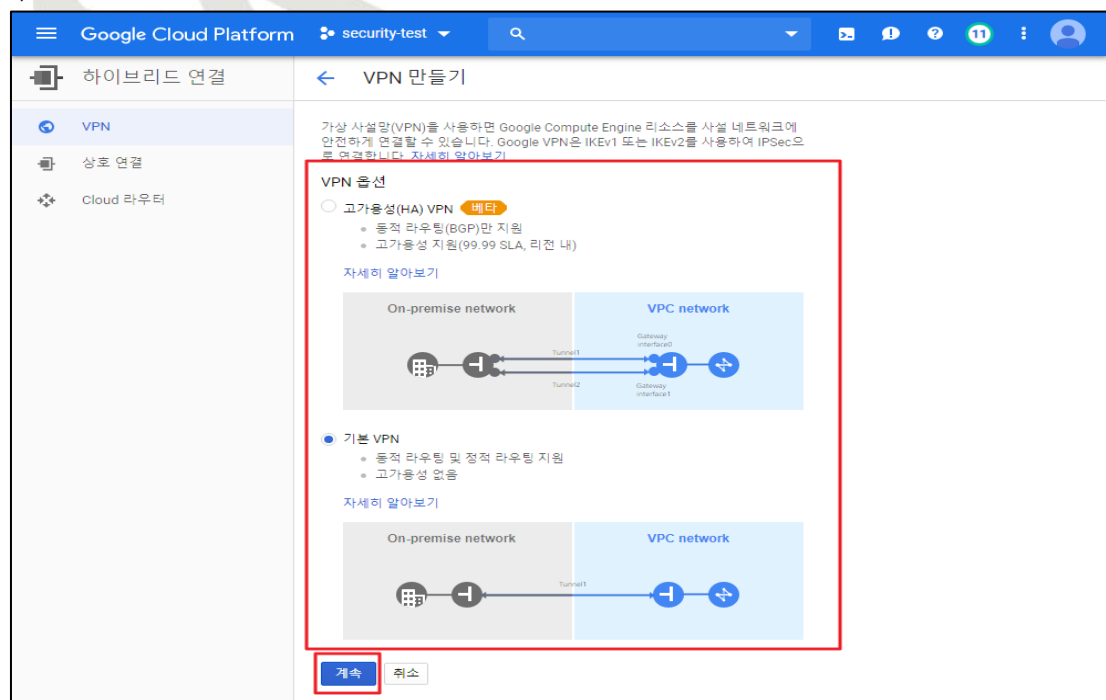 Google Cloud Platform
security-test
11
하이브리드 연결
VPN 만들기
VPN
상호 연결
Cloud 라우터
가상 사설망(VPN)을 사용하면 Google Compute Engine 리소스를 사설 네트워크에
안전하게 연결할 수 있습니다. Google VPN은 IKEv1 또는 IKEv2를 사용하여 IPSec으
로 연결합니다. 자세히 알아보기
VPN 옵션
고가용성(HA) VPN 베타
동적 라우팅(BGP)만 지원
고가용성 지원(99.99 SLA, 리전 내)
자세히 알아보기
On-premise network
VPC network
Gateway
interface0
Tunnel1
Tunnel2
Gateway
interface1
기본 VPN
동적 라우팅 및 정적 라우팅 지원
고가용성 없음
자세히 알아보기
On-premise network
VPC network
Tunnel1
계속
취소